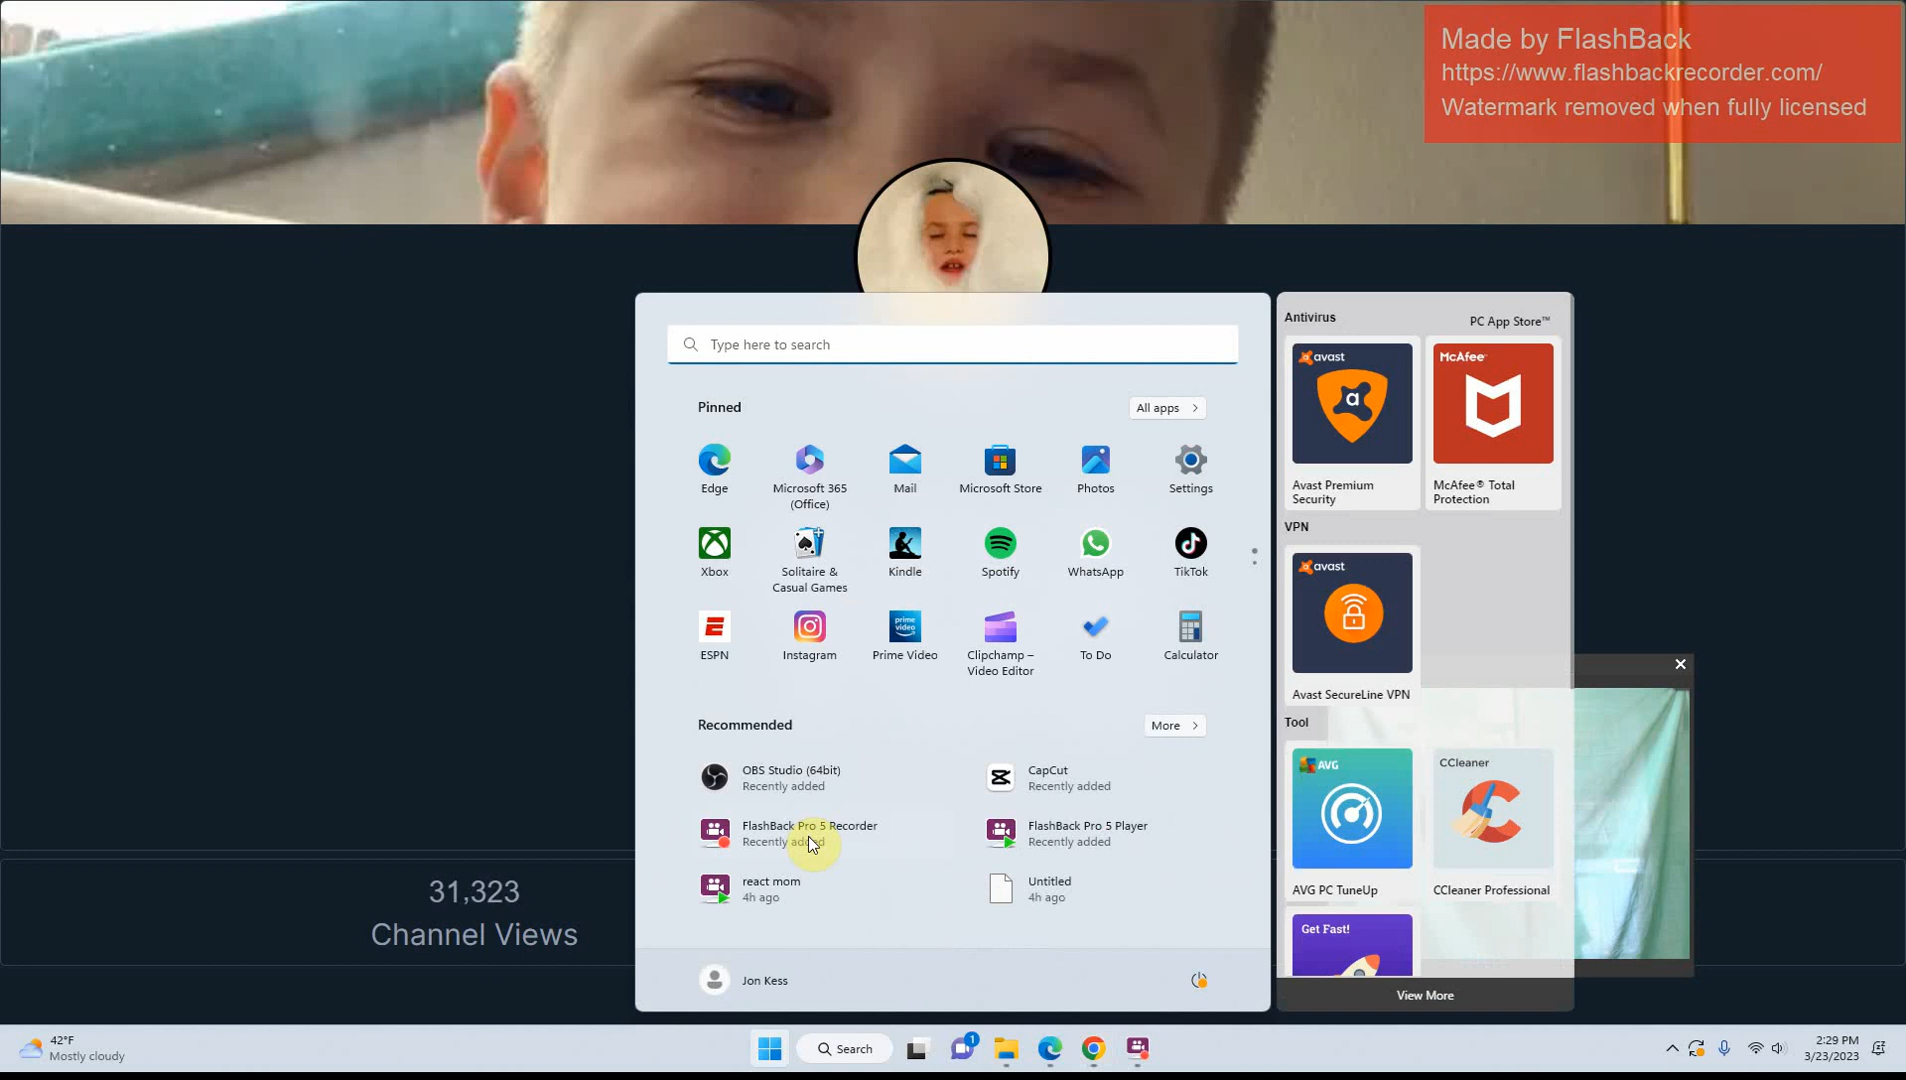 Made by FlashBack
https://www.flashbackrecorder.com/
Watermark removed when fully licensed
Type here to search
Pinned
All apps
Edge
Microsoft 365
(Office)
Mail
Microsoft Store
Photos
Settings
Xbox
Solitaire &
Casual Games
Kindle
Spotify
WhatsApp
TikTok
ESPN
Instagram
prime
video
Prime Video
Clipchamp –
Video Editor
To Do
Calculator
Recommended
More
OBS Studio (64bit)
Recently added
CapCut
Recently added
FlashBack Pro 5 Recorder
Recently added
FlashBack Pro 5 Player
Recently added
react mom
4h ago
Untitled
4h ago
Jon Kess
Antivirus
PC App Store™
avast
McAfee™
Avast Premium
Security
McAfee® Total
Protection
VPN
avast
Avast SecureLine VPN
Tool
AVG
CCleaner
AVG PC TuneUp
CCleaner Professional
Get Fast!
View More
31,323
Channel Views
42°F
Mostly cloudy
Search
1
2:29 PM
3/23/2023